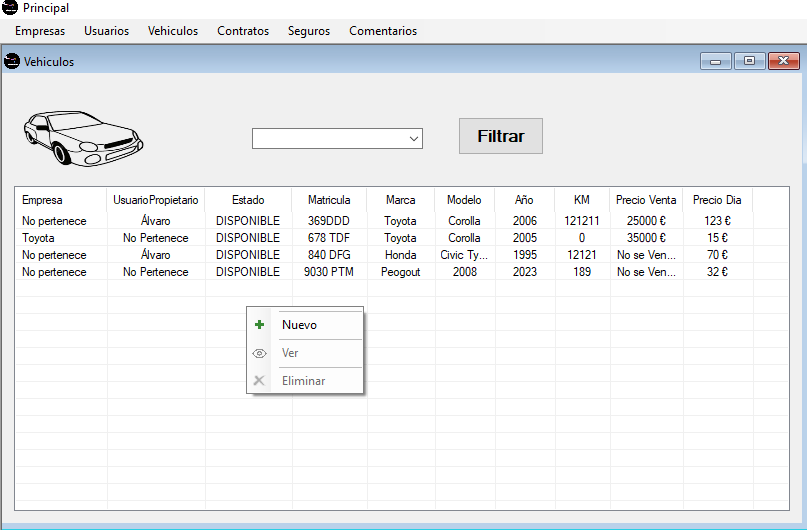 Principal
Empresas Usuarios Vehiculos Contratos Seguros Comentarios
Vehiculos
Filtrar
Empresa UsuarioPropietario Estado Matricula Marca Modelo Año KM Precio Venta Precio Dia
No pertenece Álvaro DISPONIBLE 369DDD Toyota Corolla 2006 121211 25000 € 123 €
Toyota No Pertenece DISPONIBLE 678 TDF Toyota Corolla 2005 0 35000 € 15 €
No pertenece Álvaro DISPONIBLE 840 DFG Honda Civic Ty... 1995 12121 No se Ven... 70 €
No pertenece No Pertenece DISPONIBLE 9030 PTM Peogout 2008 2023 189 No se Ven... 32 €
Nuevo
Ver
Eliminar